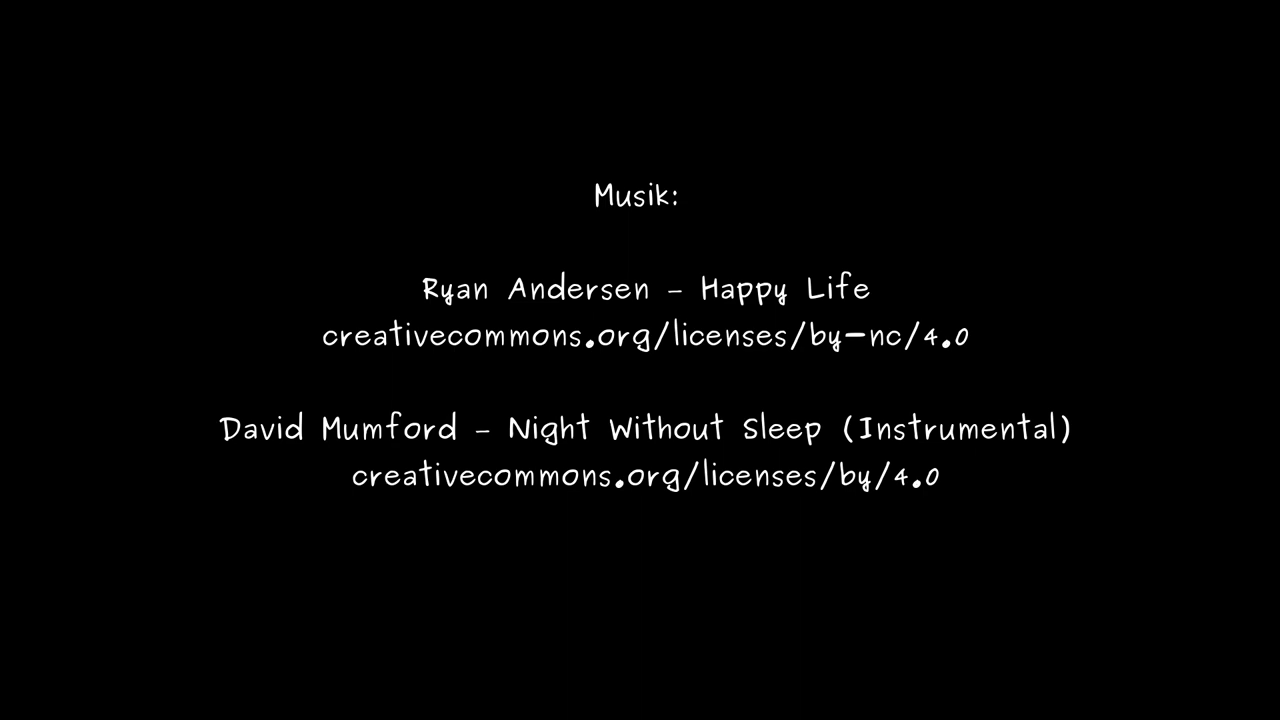 Musik:
Ryan Andersen – Happy Life
creativecommons.org/licenses/by-nc/4.0
David Mumford – Night Without Sleep (Instrumental)
creativecommons.org/licenses/by/4.0